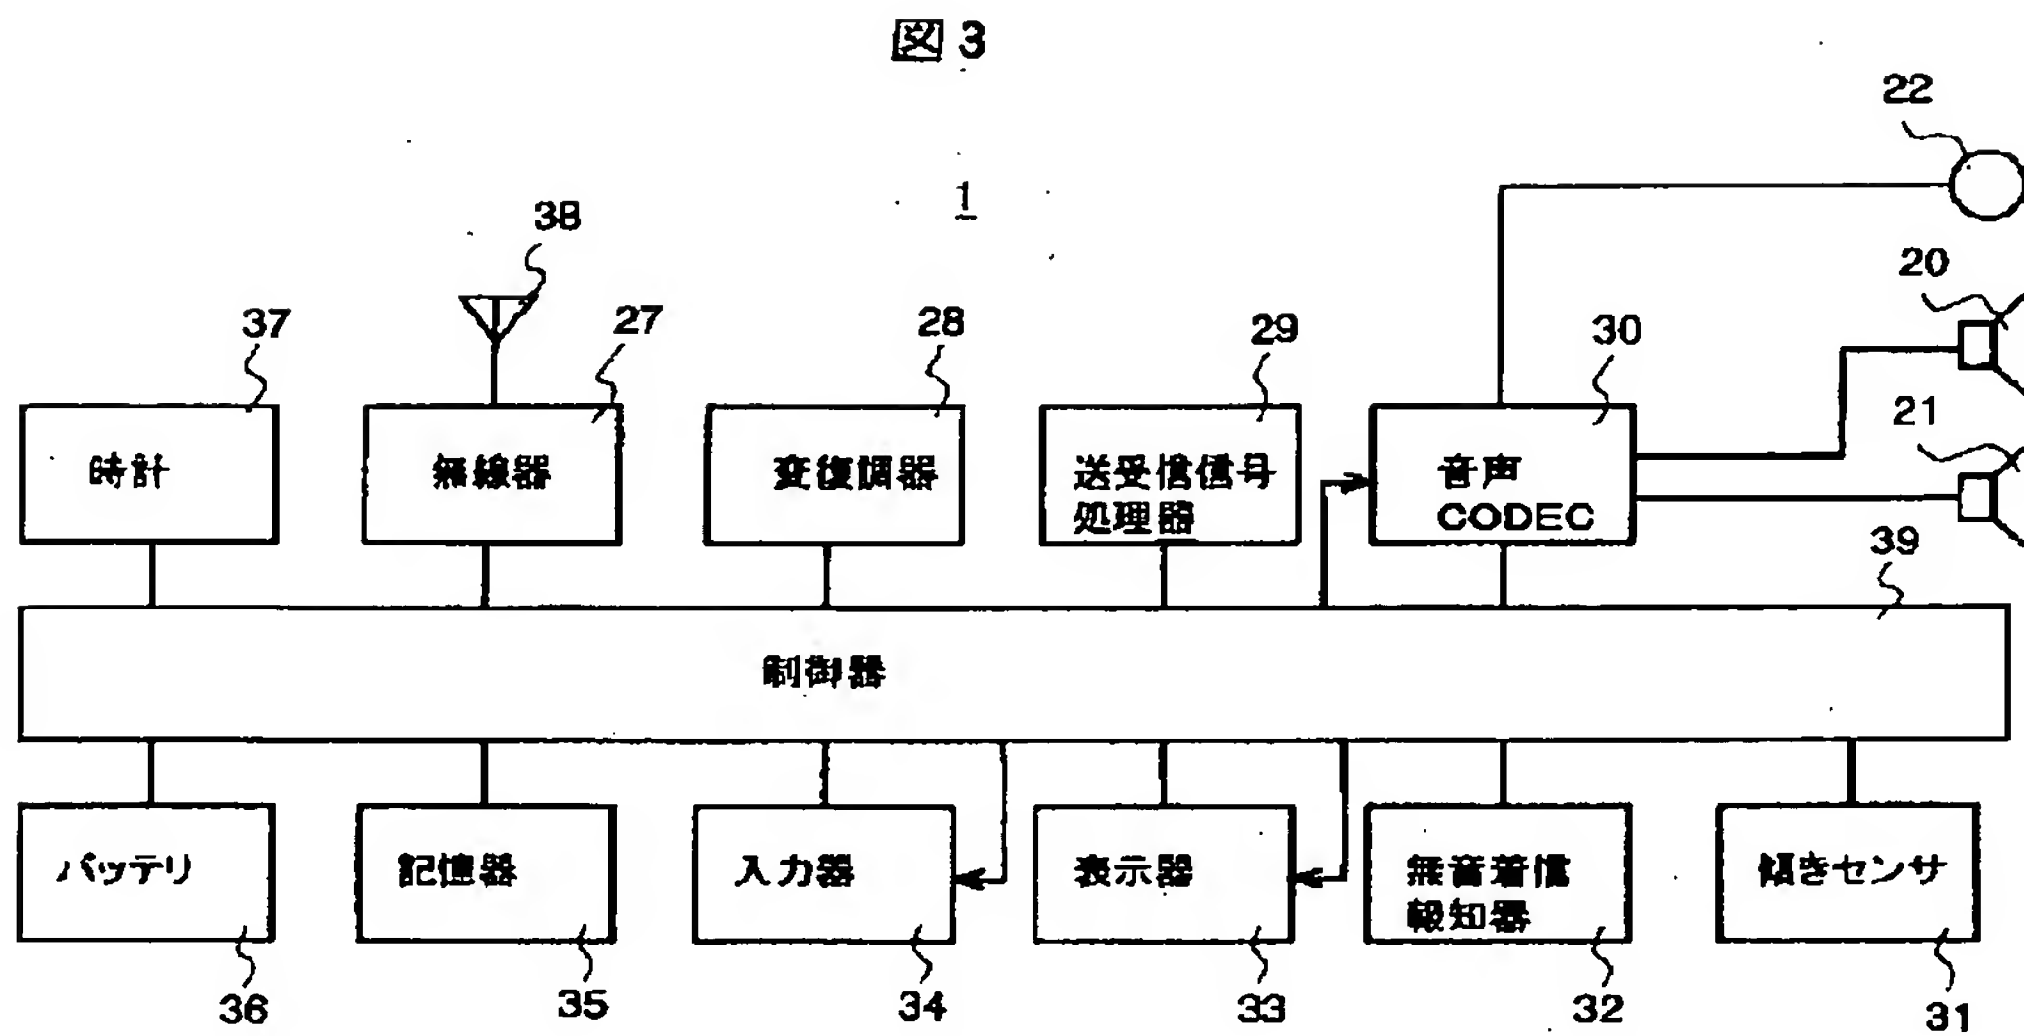 図3
22
1
38
20
37
27
28
29
30
21
時計
無線器
変復調器
送受信信号
処理器
音声
CODEC
39
制御器
バッテリ
記憶器
入力器
表示器
無音着信
報知器
傾きセンサ
36
35
34
33
32
31